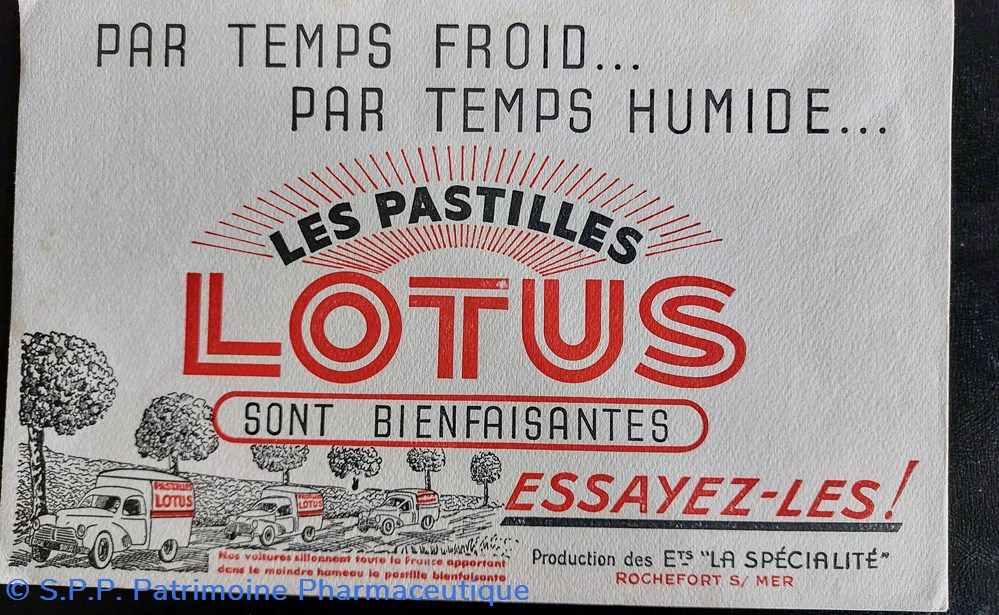 PAR TEMPS FROID...
PAR TEMPS HUMIDE...
LES PASTILLES
LOTUS
SONT BIENFAISANTES
PASTILLES
LOTUS
PASTILLES
LOTUS
ESSAYEZ-LES!
Nos voitures sillonnent toute la France apportant
dans le moindre hameau la pastille bienfaisante
Production des ETS "LA SPÉCIALITÉ"
ROCHEFORT S/ MER
© S.P.P. Patrimoine Pharmaceutique